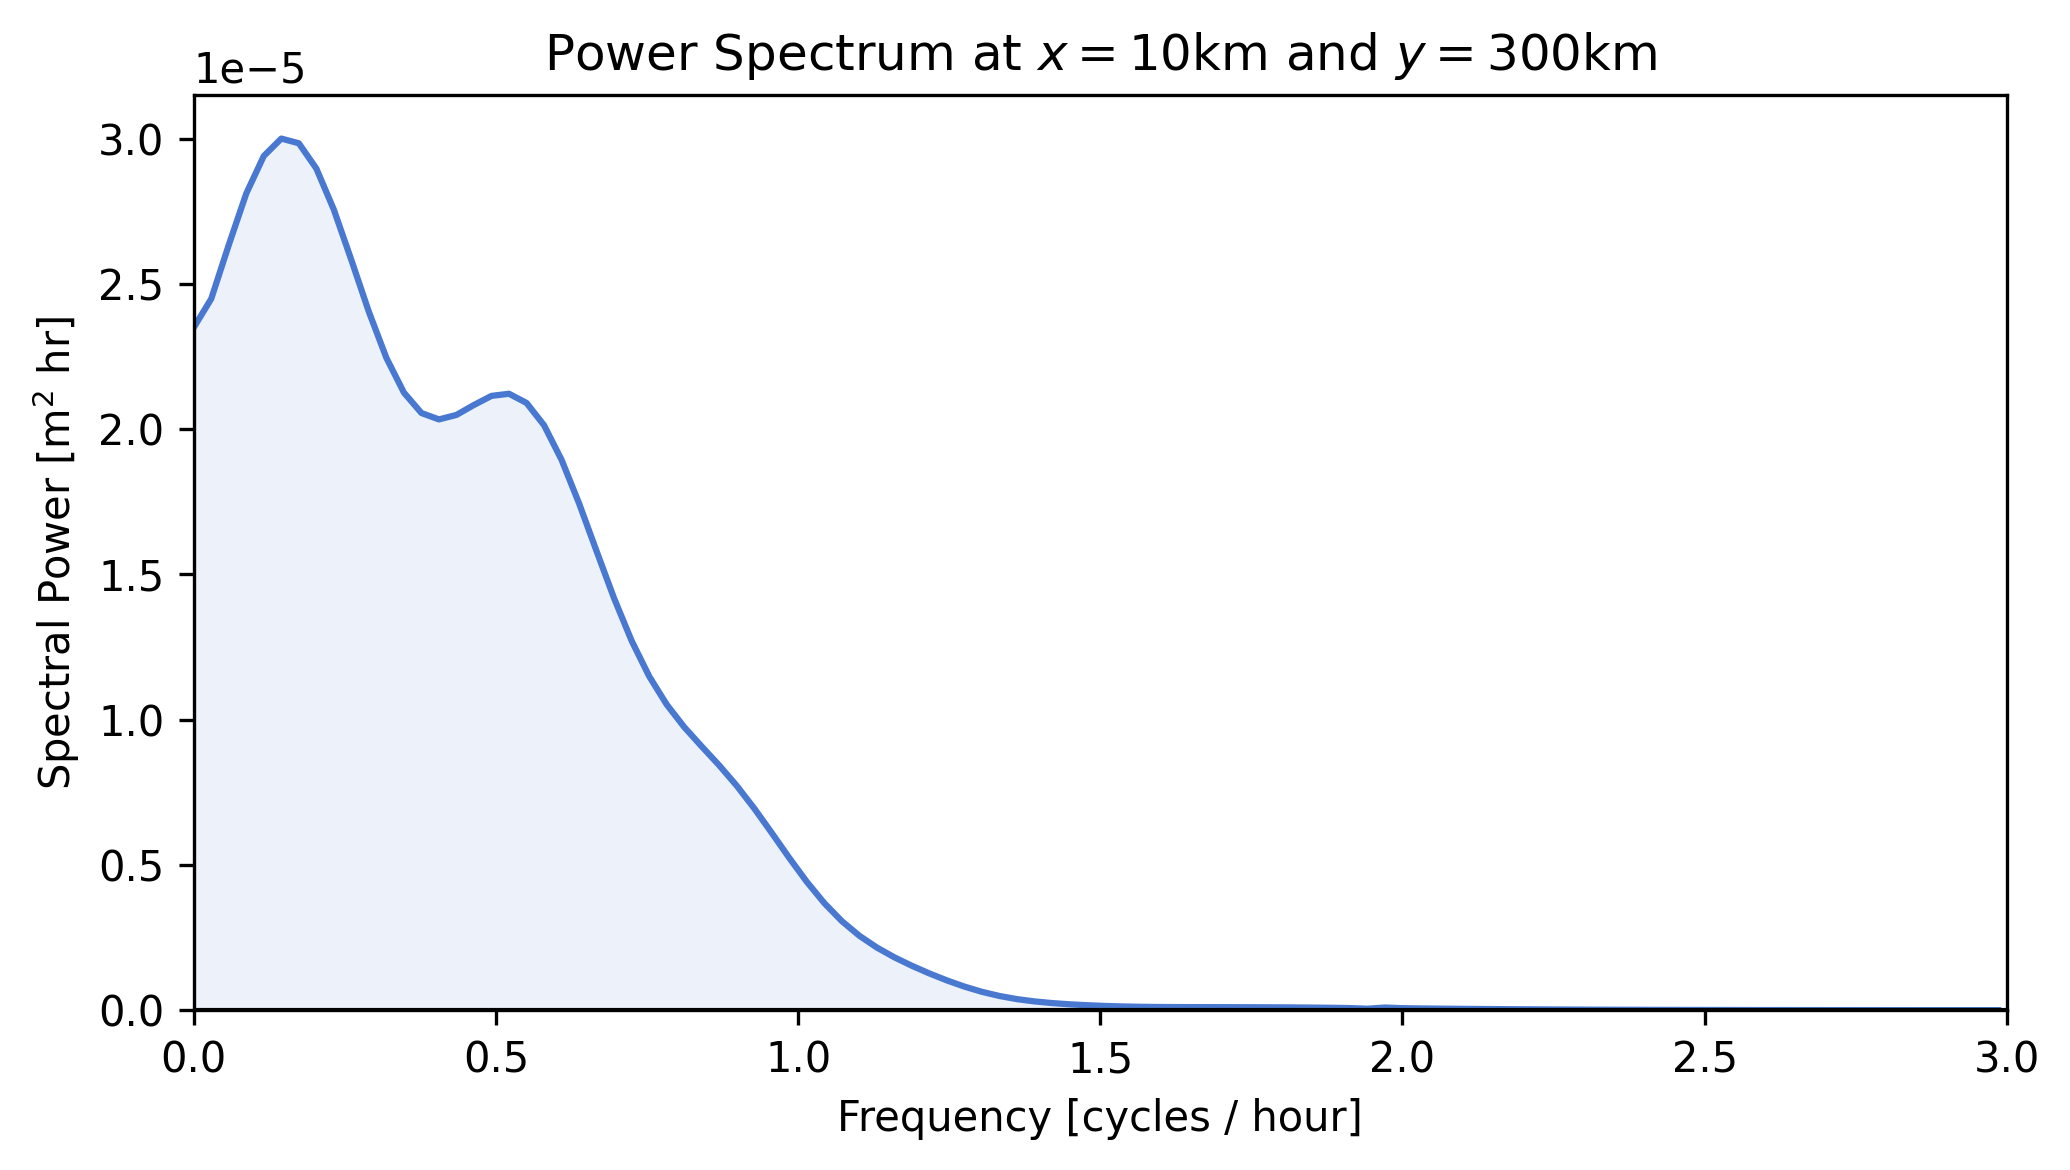 Power Spectrum at x = 10km and y = 300km
1e−5
3.0
2.5
2.0
1.5
1.0
0.5
0.0
Spectral Power [m² hr]
0.0 0.5 1.0 1.5 2.0 2.5 3.0
Frequency [cycles / hour]